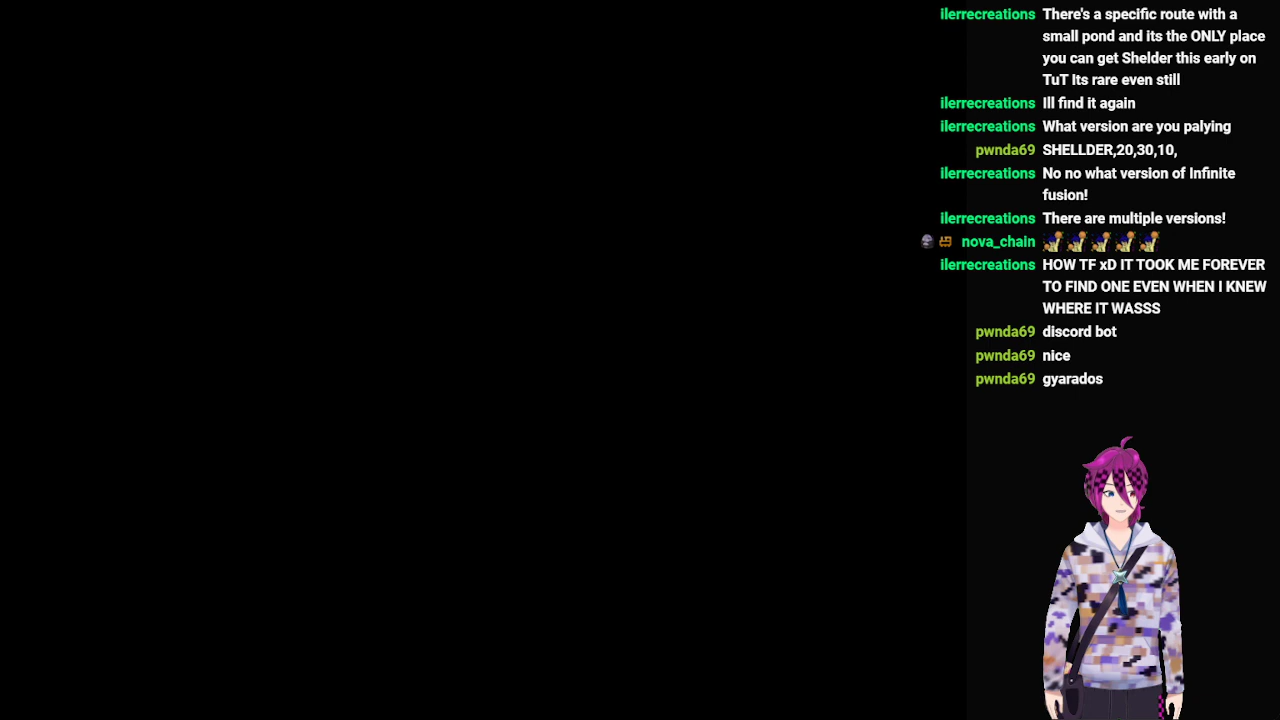 ilerrecreations There's a specific route with a
small pond and its the ONLY place
you can get Shelder this early on
TuT Its rare even still
ilerrecreations Ill find it again
ilerrecreations What version are you palying
pwnda69 SHELLDER,20,30,10,
ilerrecreations No no what version of Infinite
fusion!
ilerrecreations There are multiple versions!
nova_chain
ilerrecreations HOW TF xD IT TOOK ME FOREVER
TO FIND ONE EVEN WHEN I KNEW
WHERE IT WASSS
pwnda69 discord bot
pwnda69 nice
pwnda69 gyarados